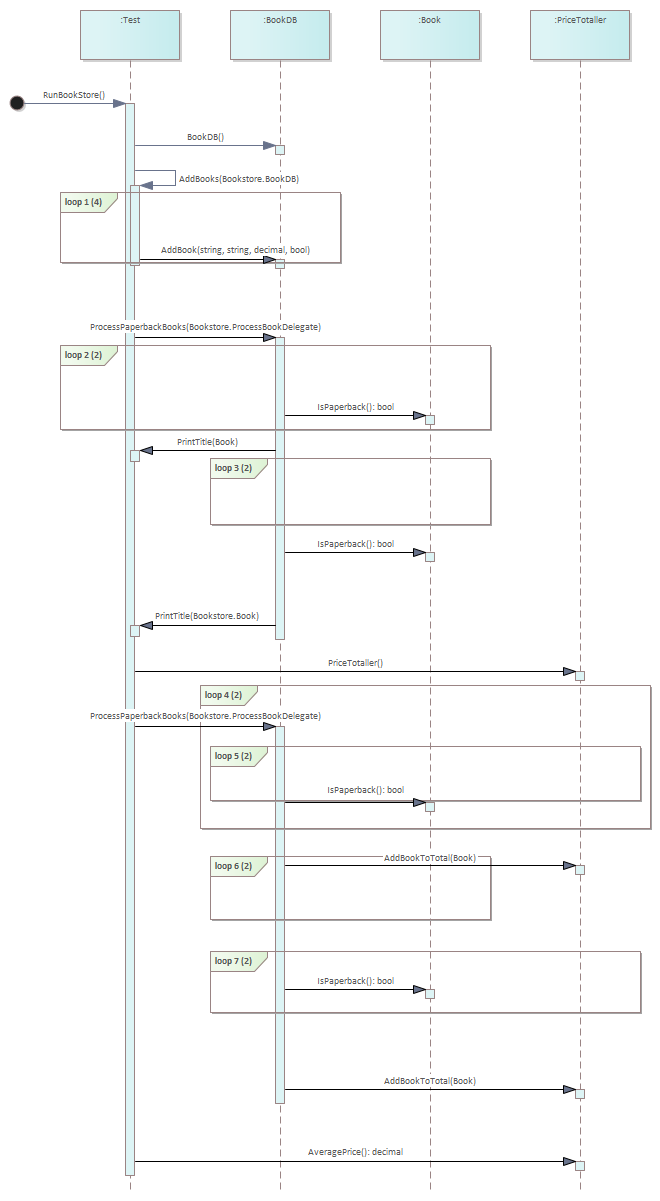 :Test
:BookDB
:Book
:PriceTotaller
RunBookStore()
BookDB()
AddBooks(Bookstore.BookDB)
loop 1 (4)
AddBook(string, string, decimal, bool)
ProcessPaperbackBooks(Bookstore.ProcessBookDelegate)
loop 2 (2)
IsPaperback(): bool
PrintTitle(Book)
loop 3 (2)
IsPaperback(): bool
PrintTitle(Bookstore.Book)
PriceTotaller()
loop 4 (2)
ProcessPaperbackBooks(Bookstore.ProcessBookDelegate)
loop 5 (2)
IsPaperback(): bool
AddBookToTotal(Book)
loop 6 (2)
loop 7 (2)
IsPaperback(): bool
AddBookToTotal(Book)
AveragePrice(): decimal